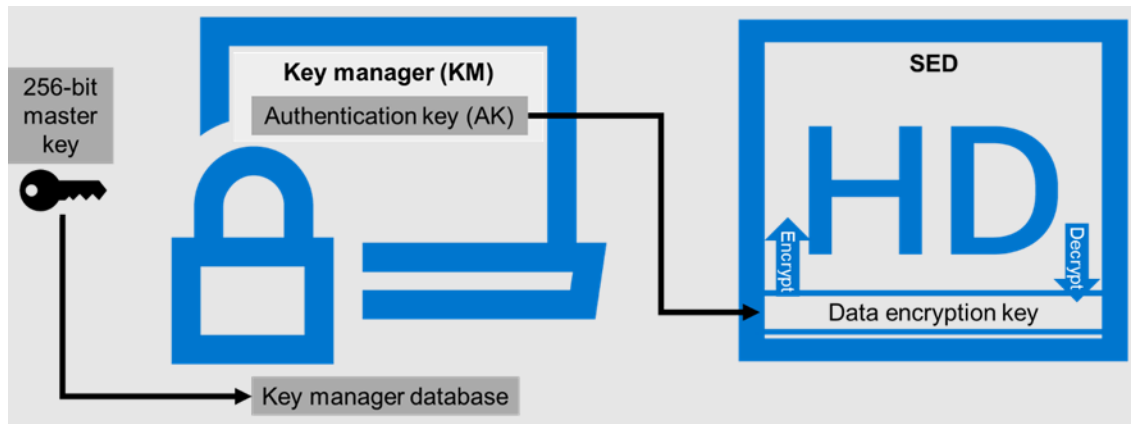 256-bit
master
key
Key manager (KM)
Authentication key (AK)
Key manager database
SED
HD
Encrypt
Decrypt
Data encryption key